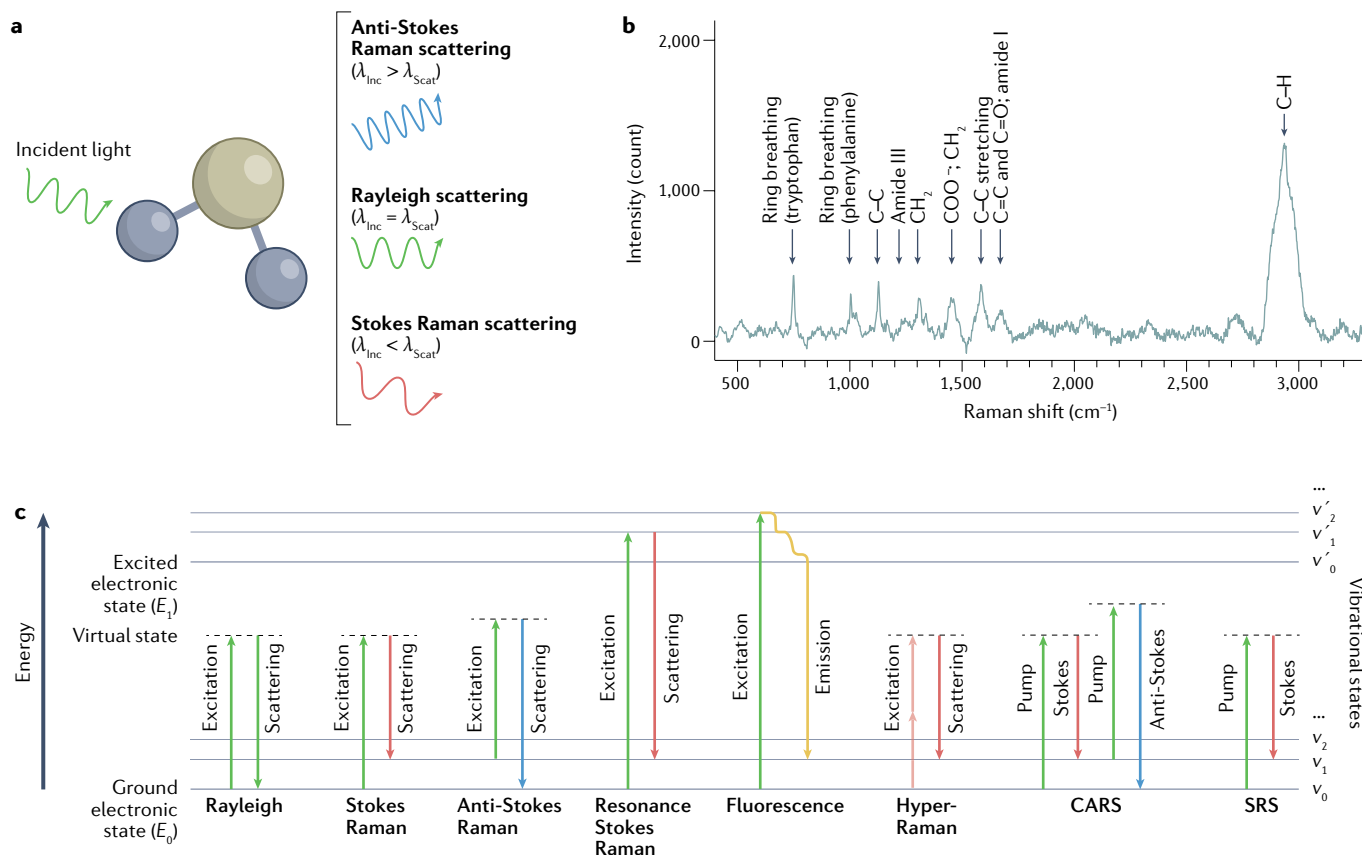 a
Anti-Stokes
Raman scattering
(λInc > λScat)
Incident light
Rayleigh scattering
(λInc = λScat)
Stokes Raman scattering
(λInc < λScat)
b
2,000
1,000
0
Intensity (count)
Ring breathing
(tryptophan)
Ring breathing
(phenylalanine)
C–C
Amide III
CH2
COO–; CH2
C–C stretching
C=C and C=O; amide I
C–H
500
1,000
1,500
2,000
2,500
3,000
Raman shift (cm–1)
c
Energy
Excited
electronic
state (E1)
Virtual state
Ground
electronic
state (E0)
Excitation
Scattering
Excitation
Scattering
Excitation
Scattering
Excitation
Scattering
Excitation
Emission
Excitation
Scattering
Pump
Stokes
Pump
Anti-Stokes
Pump
Stokes
Rayleigh
Stokes
Raman
Anti-Stokes
Raman
Resonance
Stokes
Raman
Fluorescence
Hyper-
Raman
CARS
SRS
...
v′2
v′1
v′0
...
v2
v1
v0
Vibrational states